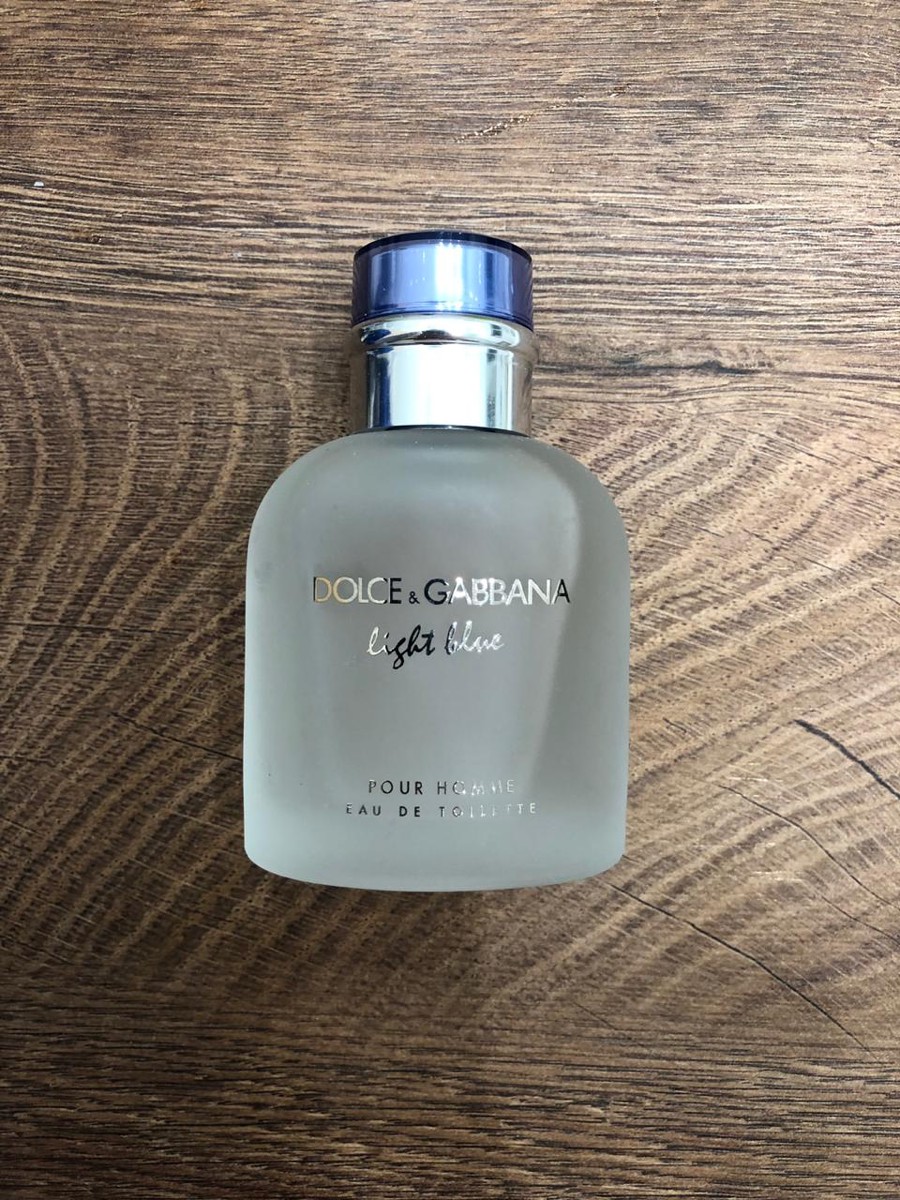 DOLCE & GABBANA
light blue
POUR HOMME
EAU DE TOILETTE